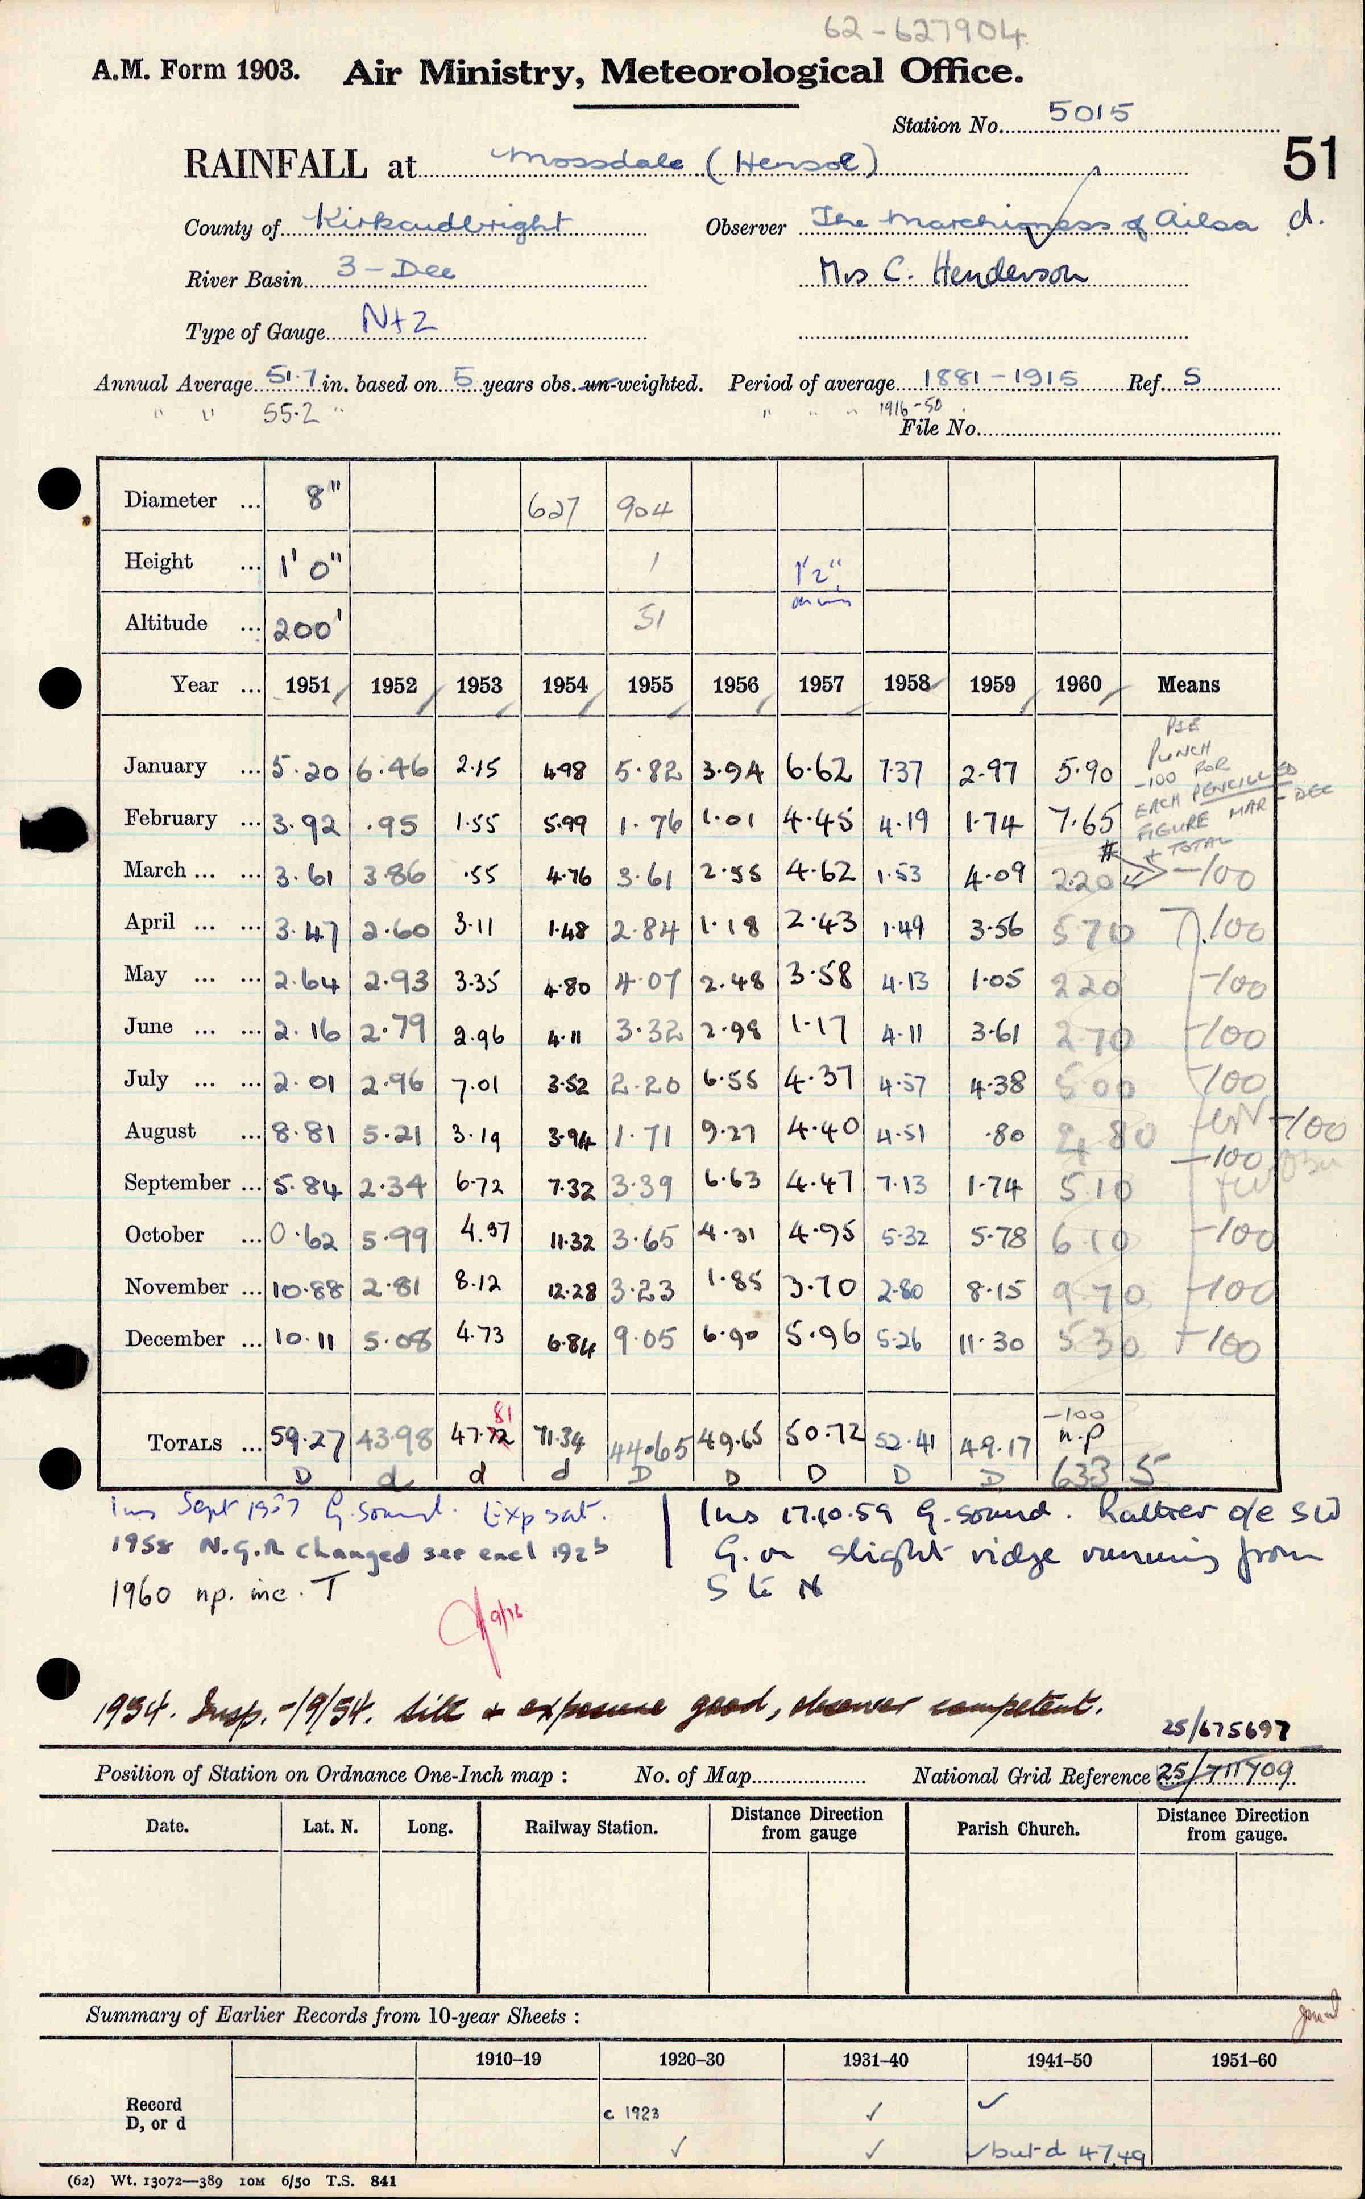 62-627904
A.M. Form 1903. Air Ministry, Meteorological Office.
Station No. 5015
51
RAINFALL at Mossdale (Hensol)
County of Kirkcudbright Observer The Marchioness of Ailsa d.
River Basin 3 - Dee Mrs C. Henderson
Type of Gauge N+2
Annual Average 51.7 in. based on 5 years obs. un-weighted. Period of average 1881-1915 Ref. S
" " 55.2 " " " " 1916-50
File No.
Diameter ... 8" 627 904
Height ... 1' 0" 1 1'2"
Altitude ... 200' 51
Year ... 1951 1952 1953 1954 1955 1956 1957 1958 1959 1960 Means
PSE PUNCH -100 FOR EACH PENCILLED FIGURE MAR-DEC + TOTAL
January ... 5.20 6.46 2.15 4.98 5.82 3.94 6.62 7.37 2.97 5.90
February ... 3.92 .95 1.55 5.99 1.76 1.01 4.45 4.19 1.74 7.65
March ... ... 3.61 3.86 .55 4.76 3.61 2.55 4.62 1.53 4.09 220 -100
April ... ... 3.47 2.60 3.11 1.48 2.84 1.18 2.43 1.49 3.56 570 -100
May ... ... 2.64 2.93 3.35 4.80 4.07 2.48 3.58 4.13 1.05 220 -100
June ... ... 2.16 2.79 2.96 4.11 3.32 2.98 1.17 4.11 3.61 270 -100
July ... ... 2.01 2.96 7.01 3.52 2.20 6.55 4.37 4.57 4.38 500 -100
August ... 8.81 5.21 3.19 3.94 1.71 9.27 4.40 4.51 .80 480 -100
September ... 5.84 2.34 6.72 7.32 3.39 6.63 4.47 7.13 1.74 510 -100
October ... 0.62 5.99 4.97 11.32 3.65 4.31 4.95 5.32 5.78 610 -100
November ... 10.88 2.81 8.12 12.28 3.23 1.85 3.70 2.80 8.15 970 -100
December ... 10.11 5.08 4.73 6.84 9.05 6.90 5.96 5.26 11.30 530 -100
81 -100
TOTALS ... 59.27 43.98 47.72 71.34 44.65 49.65 50.72 52.41 49.17 n.p
D d d d D D D D D 633 5
Ins Sept 1957 G. sound. Exp sat. Ins 17.10.59 G. sound. Rather o/e SW
1958 N.G.R changed see encl 1925 G. on slight ridge running from
1960 np. inc. T S to N
1954. Insp. -/9/54. Site & exposure good, observer competent.
25/675697
Position of Station on Ordnance One-Inch map : No. of Map National Grid Reference 25/711709
Date. Lat. N. Long. Railway Station. Distance Direction from gauge Parish Church. Distance Direction from gauge.
Summary of Earlier Records from 10-year Sheets :
1910-19 1920-30 1931-40 1941-50 1951-60
Record
D, or d
c 1923 ✓ ✓
✓ ✓ ✓ but d 47.49
(62) Wt. 13072—389 10M 6/50 T.S. 841